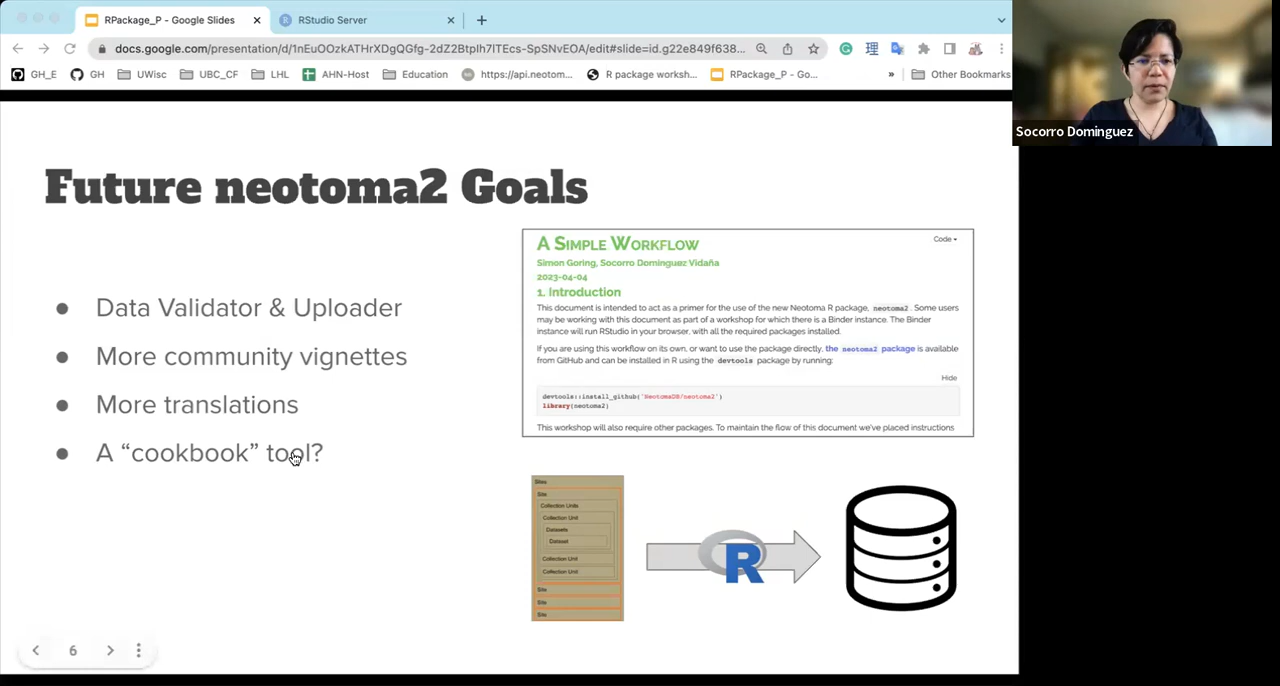 RPackage_P - Google Slides
RStudio Server
docs.google.com/presentation/d/1nEuOOzkATHrXDgQGfg-2dZ2Btplh7lTEcs-SpSNvEOA/edit#slide=id.g22e849f638...
GH_E
GH
UWisc
UBC_CF
LHL
AHN-Host
Education
https://api.neotom...
R package worksh...
RPackage_P - Go...
»
Other Bookmarks
Socorro Dominguez
Future neotoma2 Goals
● Data Validator & Uploader
● More community vignettes
● More translations
● A “cookbook” tool?
A Simple Workflow
Code
Simon Goring, Socorro Dominguez Vidaña
2023-04-04
1. Introduction
This document is intended to act as a primer for the use of the new Neotoma R package, neotoma2. Some users
may be working with this document as part of a workshop for which there is a Binder instance. The Binder
instance will run RStudio in your browser, with all the required packages installed.
If you are using this workflow on its own, or want to use the package directly, the neotoma2 package is available
from GitHub and can be installed in R using the devtools package by running:
Hide
devtools::install_github('NeotomaDB/neotoma2')
library(neotoma2)
This workshop will also require other packages. To maintain the flow of this document we've placed instructions
Sites
Site
Collection Units
Collection Unit
Datasets
Dataset
Collection Unit
Collection Unit
Site
Site
Site
R
6